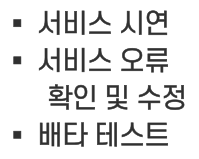 ▪ 서비스 시연
▪ 서비스 오류
확인 및 수정
▪ 배타 테스트